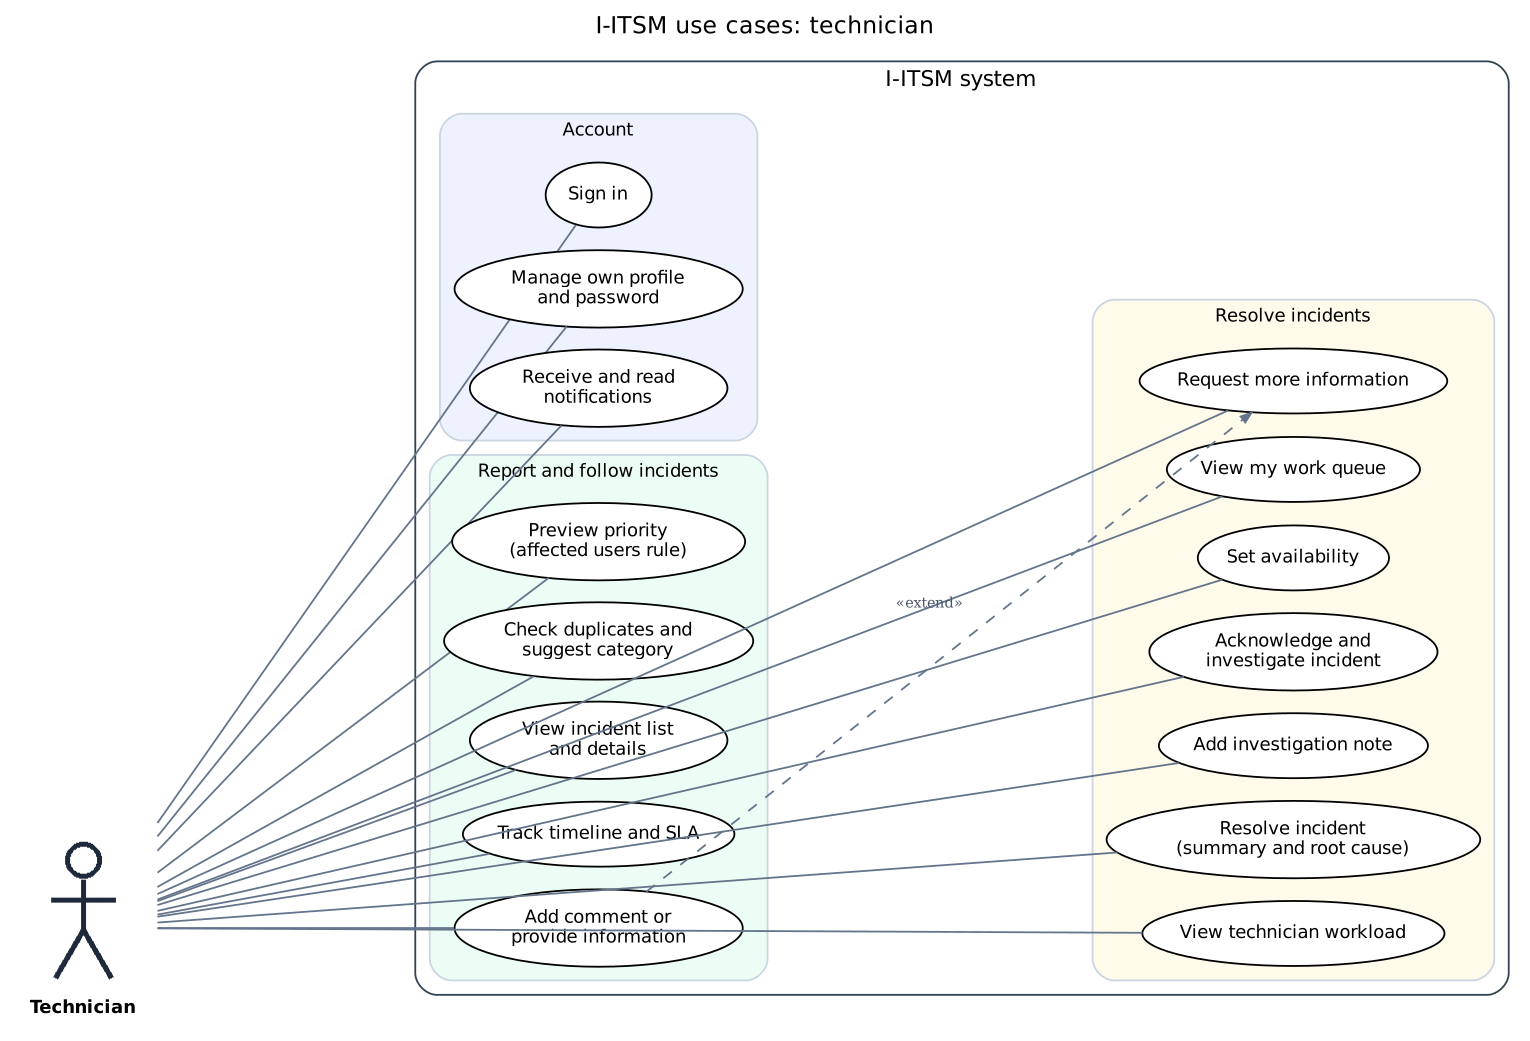 I-ITSM use cases: technician
I-ITSM system
Account
Sign in
Manage own profile
and password
Receive and read
notifications
Report and follow incidents
Preview priority
(affected users rule)
Check duplicates and
suggest category
View incident list
and details
Track timeline and SLA
Add comment or
provide information
«extend»
Resolve incidents
Request more information
View my work queue
Set availability
Acknowledge and
investigate incident
Add investigation note
Resolve incident
(summary and root cause)
View technician workload
Technician